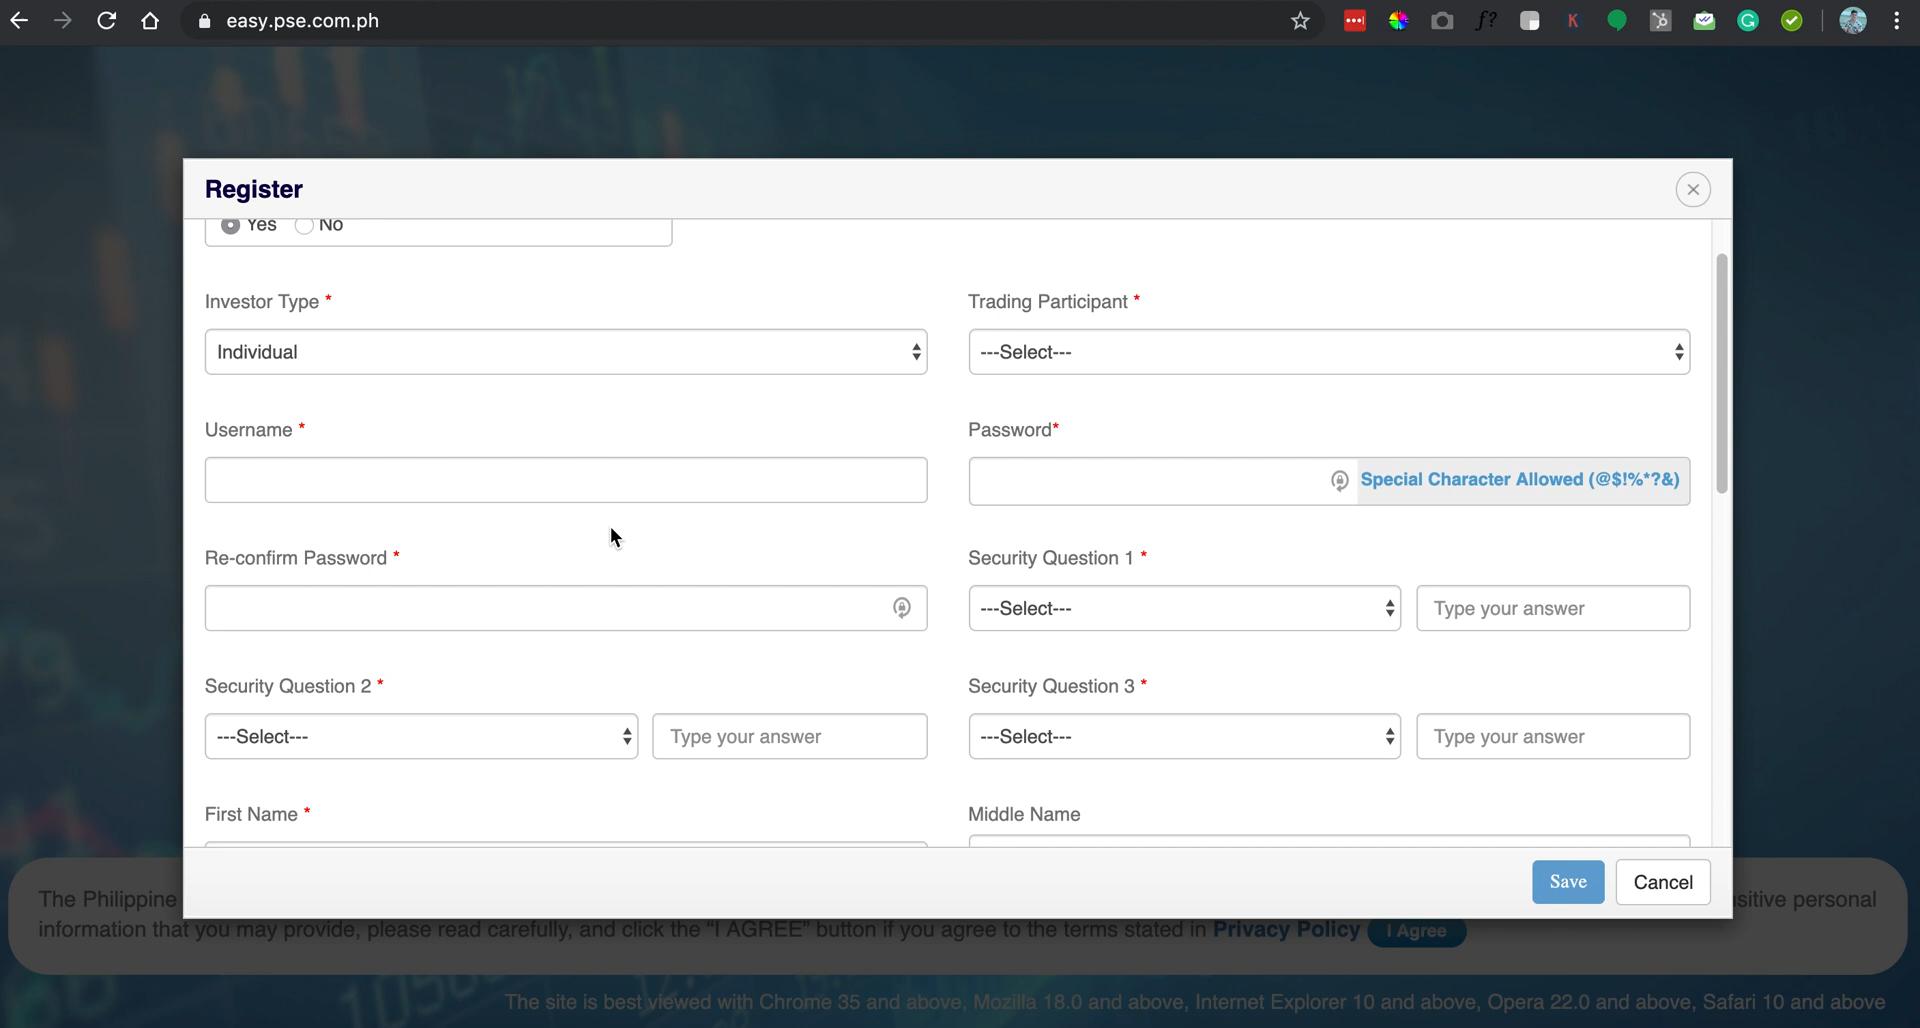 easy.pse.com.ph
f?
K
Register
Yes No
Investor Type *
Trading Participant *
Individual
---Select---
Username *
Password*
Special Character Allowed (@$!%*?&)
Re-confirm Password *
Security Question 1 *
---Select---
Type your answer
Security Question 2 *
Security Question 3 *
---Select---
Type your answer
---Select---
Type your answer
First Name *
Middle Name
Save
Cancel
The Philippine
sitive personal
information that you may provide, please read carefully, and click the “I AGREE” button if you agree to the terms stated in Privacy Policy I Agree
The site is best viewed with Chrome 35 and above, Mozilla 18.0 and above, Internet Explorer 10 and above, Opera 22.0 and above, Safari 10 and above